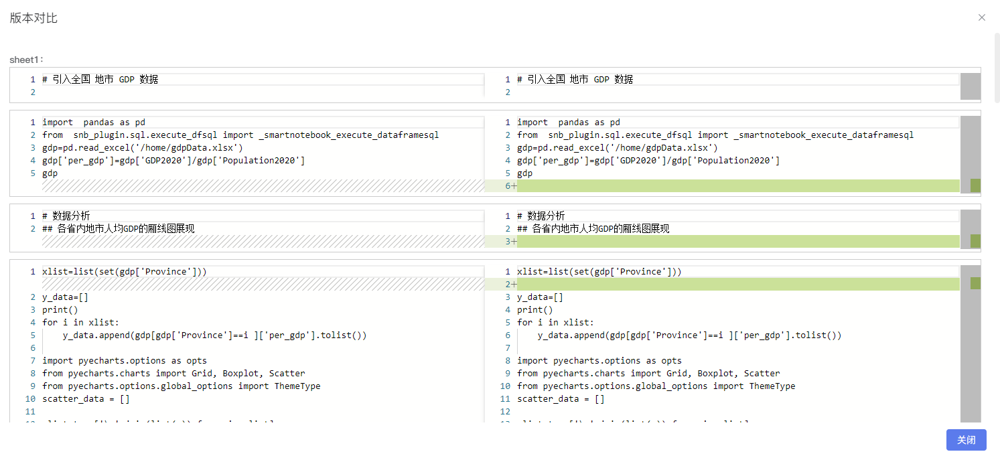 版本对比
sheet1:
1 # 引入全国 地市 GDP 数据
2
1 # 引入全国 地市 GDP 数据
2
1 import  pandas as pd
2 from  snb_plugin.sql.execute_dfsql import _smartnotebook_execute_dataframesql
3 gdp=pd.read_excel('/home/gdpData.xlsx')
4 gdp['per_gdp']=gdp['GDP2020']/gdp['Population2020']
5 gdp
1 import  pandas as pd
2 from  snb_plugin.sql.execute_dfsql import _smartnotebook_execute_dataframesql
3 gdp=pd.read_excel('/home/gdpData.xlsx')
4 gdp['per_gdp']=gdp['GDP2020']/gdp['Population2020']
5 gdp
6+
1 # 数据分析
2 ## 各省内地市人均GDP的厢线图展现
1 # 数据分析
2 ## 各省内地市人均GDP的厢线图展现
3+
1 xlist=list(set(gdp['Province']))
2 y_data=[]
3 print()
4 for i in xlist:
5     y_data.append(gdp[gdp['Province']==i ]['per_gdp'].tolist())
6
7 import pyecharts.options as opts
8 from pyecharts.charts import Grid, Boxplot, Scatter
9 from pyecharts.options.global_options import ThemeType
10 scatter_data = []
11
1 xlist=list(set(gdp['Province']))
2+
3 y_data=[]
4 print()
5 for i in xlist:
6     y_data.append(gdp[gdp['Province']==i ]['per_gdp'].tolist())
7
8 import pyecharts.options as opts
9 from pyecharts.charts import Grid, Boxplot, Scatter
10 from pyecharts.options.global_options import ThemeType
11 scatter_data = []
12
关闭